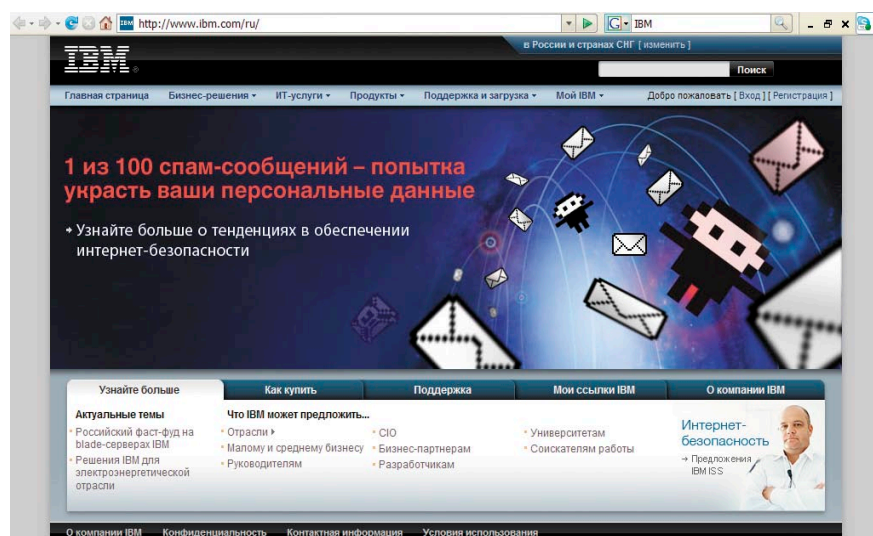 http://www.ibm.com/ru/
IBM
в России и странах СНГ [ изменить ]
IBM
Поиск
Главная страница Бизнес-решения ИТ-услуги Продукты Поддержка и загрузка Мой IBM Добро пожаловать [ Вход ] [ Регистрация ]
1 из 100 спам-сообщений – попытка
украсть ваши персональные данные
Узнайте больше о тенденциях в обеспечении
интернет-безопасности
Узнайте больше Как купить Поддержка Мои ссылки IBM О компании IBM
Актуальные темы
Российский фаст-фуд на
blade-серверах IBM
Решения IBM для
электроэнергетической
отрасли
Что IBM может предложить...
Отрасли
Малому и среднему бизнесу
Руководителям
CIO
Бизнес-партнерам
Разработчикам
Университетам
Соискателям работы
Интернет-
безопасность
Предложения
IBM ISS
О компании IBM Конфиденциальность Контактная информация Условия использования